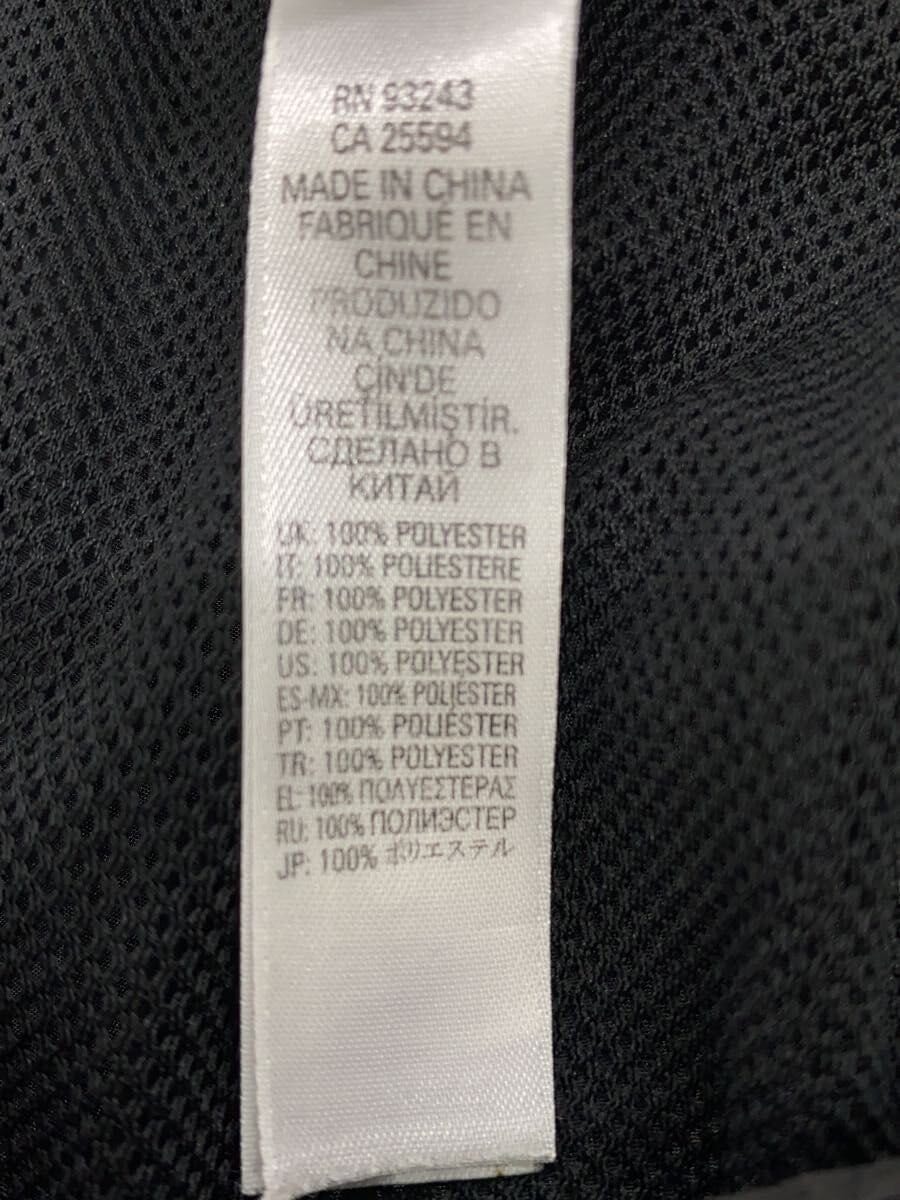 RN 93243
CA 25594
MADE IN CHINA
FABRIQUÉ EN
CHINE
PRODUZIDO
NA CHINA
ÇİN'DE
ÜRETİLMİŞTİR.
СДЕЛАНО В
КИТАЙ
UK: 100% POLYESTER
IT: 100% POLIESTERE
FR: 100% POLYESTER
DE: 100% POLYESTER
US: 100% POLYESTER
ES-MX: 100% POLIÉSTER
PT: 100% POLIÉSTER
TR: 100% POLYESTER
EL: 100% ΠΟΛΥΕΣΤΕΡΑΣ
RU: 100% ПОЛИЭСТЕР
JP: 100% ポリエステル